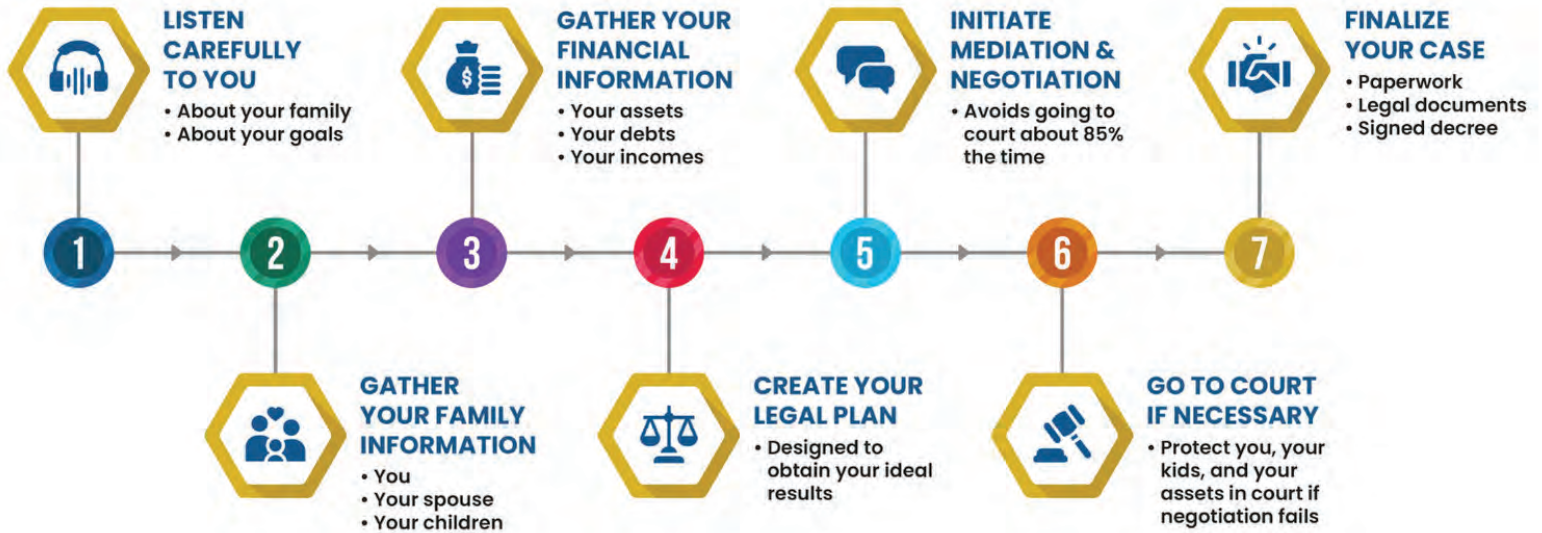 LISTEN
CAREFULLY
TO YOU
• About your family
• About your goals
GATHER YOUR
FINANCIAL
INFORMATION
• Your assets
• Your debts
• Your incomes
INITIATE
MEDIATION &
NEGOTIATION
• Avoids going to
court about 85%
the time
FINALIZE
YOUR CASE
• Paperwork
• Legal documents
• Signed decree
$
1
2
3
4
5
6
7
GATHER
YOUR FAMILY
INFORMATION
• You
• Your spouse
• Your children
CREATE YOUR
LEGAL PLAN
• Designed to
obtain your ideal
results
GO TO COURT
IF NECESSARY
• Protect you, your
kids, and your
assets in court if
negotiation fails